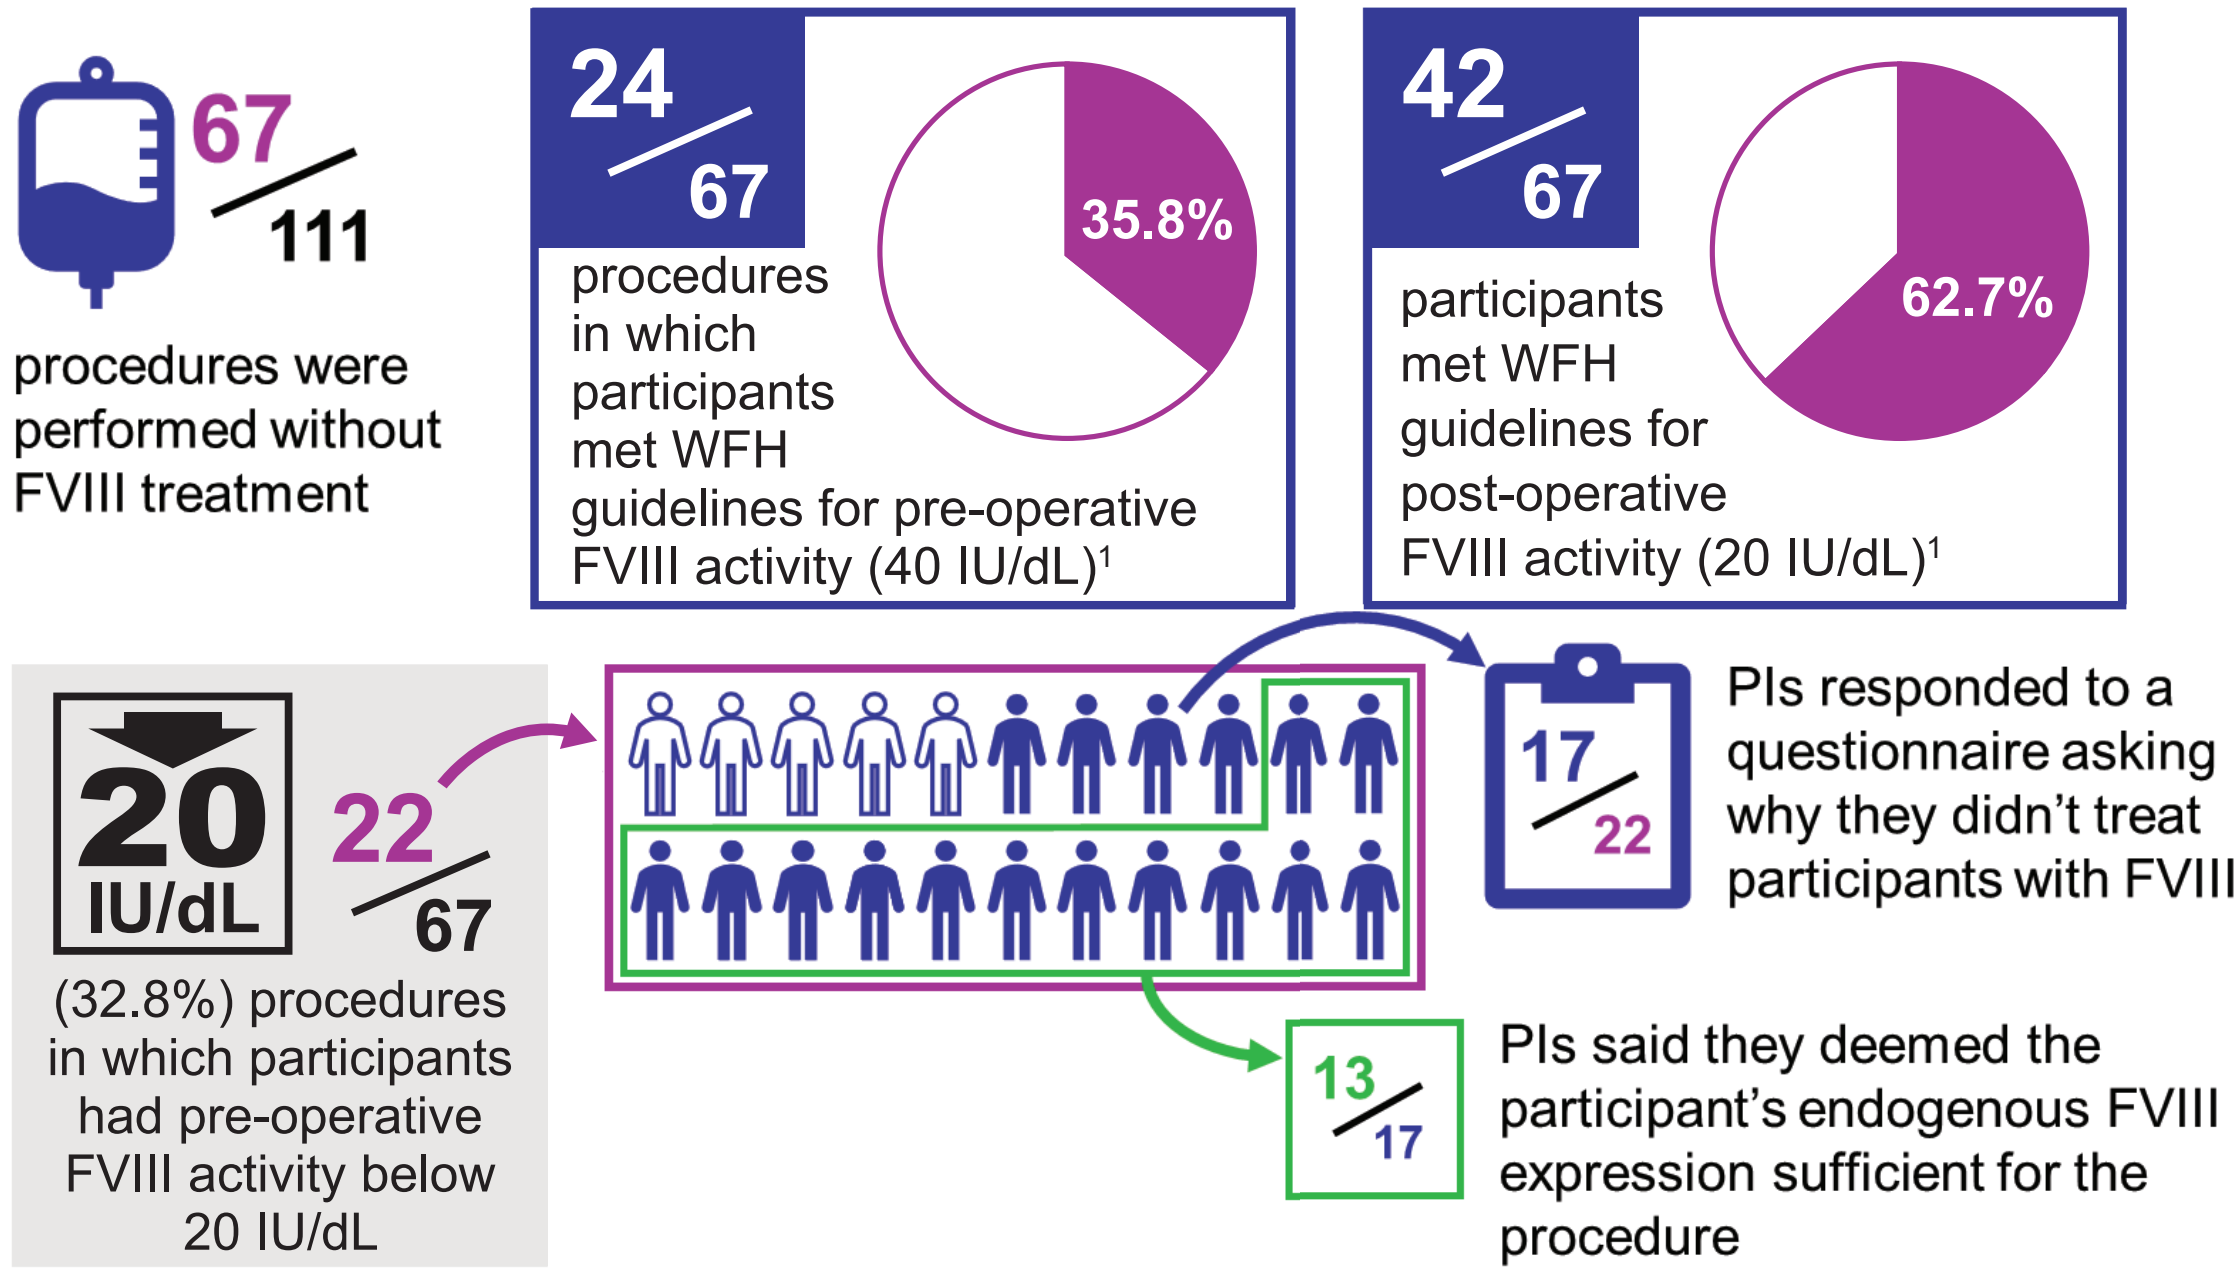 67
111
procedures were
performed without
FVIII treatment
24
67
35.8%
procedures
in which
participants
met WFH
guidelines for pre-operative
FVIII activity (40 IU/dL)¹
42
67
62.7%
participants
met WFH
guidelines for
post-operative
FVIII activity (20 IU/dL)¹
20
IU/dL
22
67
(32.8%) procedures
in which participants
had pre-operative
FVIII activity below
20 IU/dL
17
22
PIs responded to a
questionnaire asking
why they didn’t treat
participants with FVIII
13
17
PIs said they deemed the
participant’s endogenous FVIII
expression sufficient for the
procedure